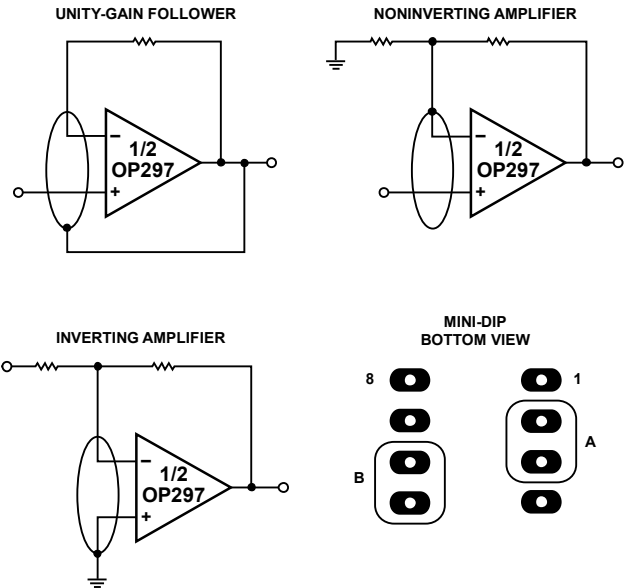 UNITY-GAIN FOLLOWER
−
1/2
OP297
+
NONINVERTING AMPLIFIER
−
1/2
OP297
+
INVERTING AMPLIFIER
−
1/2
OP297
+
MINI-DIP
BOTTOM VIEW
8
1
A
B